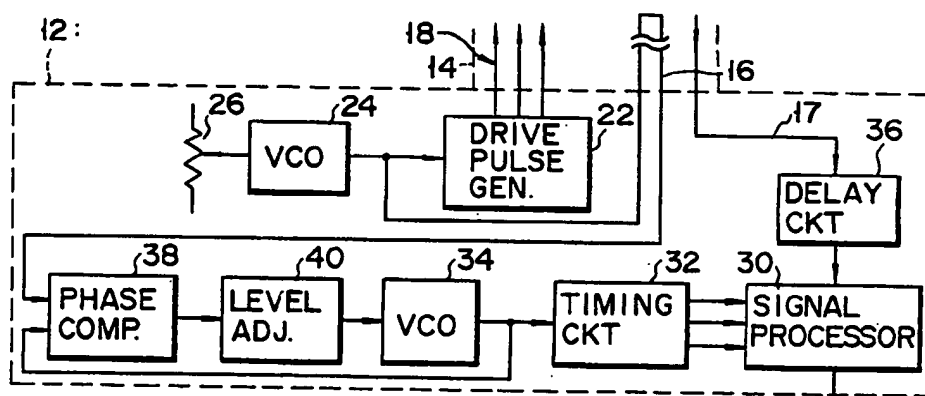 12:
18
14
16
26
24
VCO
DRIVE
PULSE
GEN.
22
17
36
DELAY
CKT
38
PHASE
COMP.
40
LEVEL
ADJ.
34
VCO
32
TIMING
CKT
30
SIGNAL
PROCESSOR